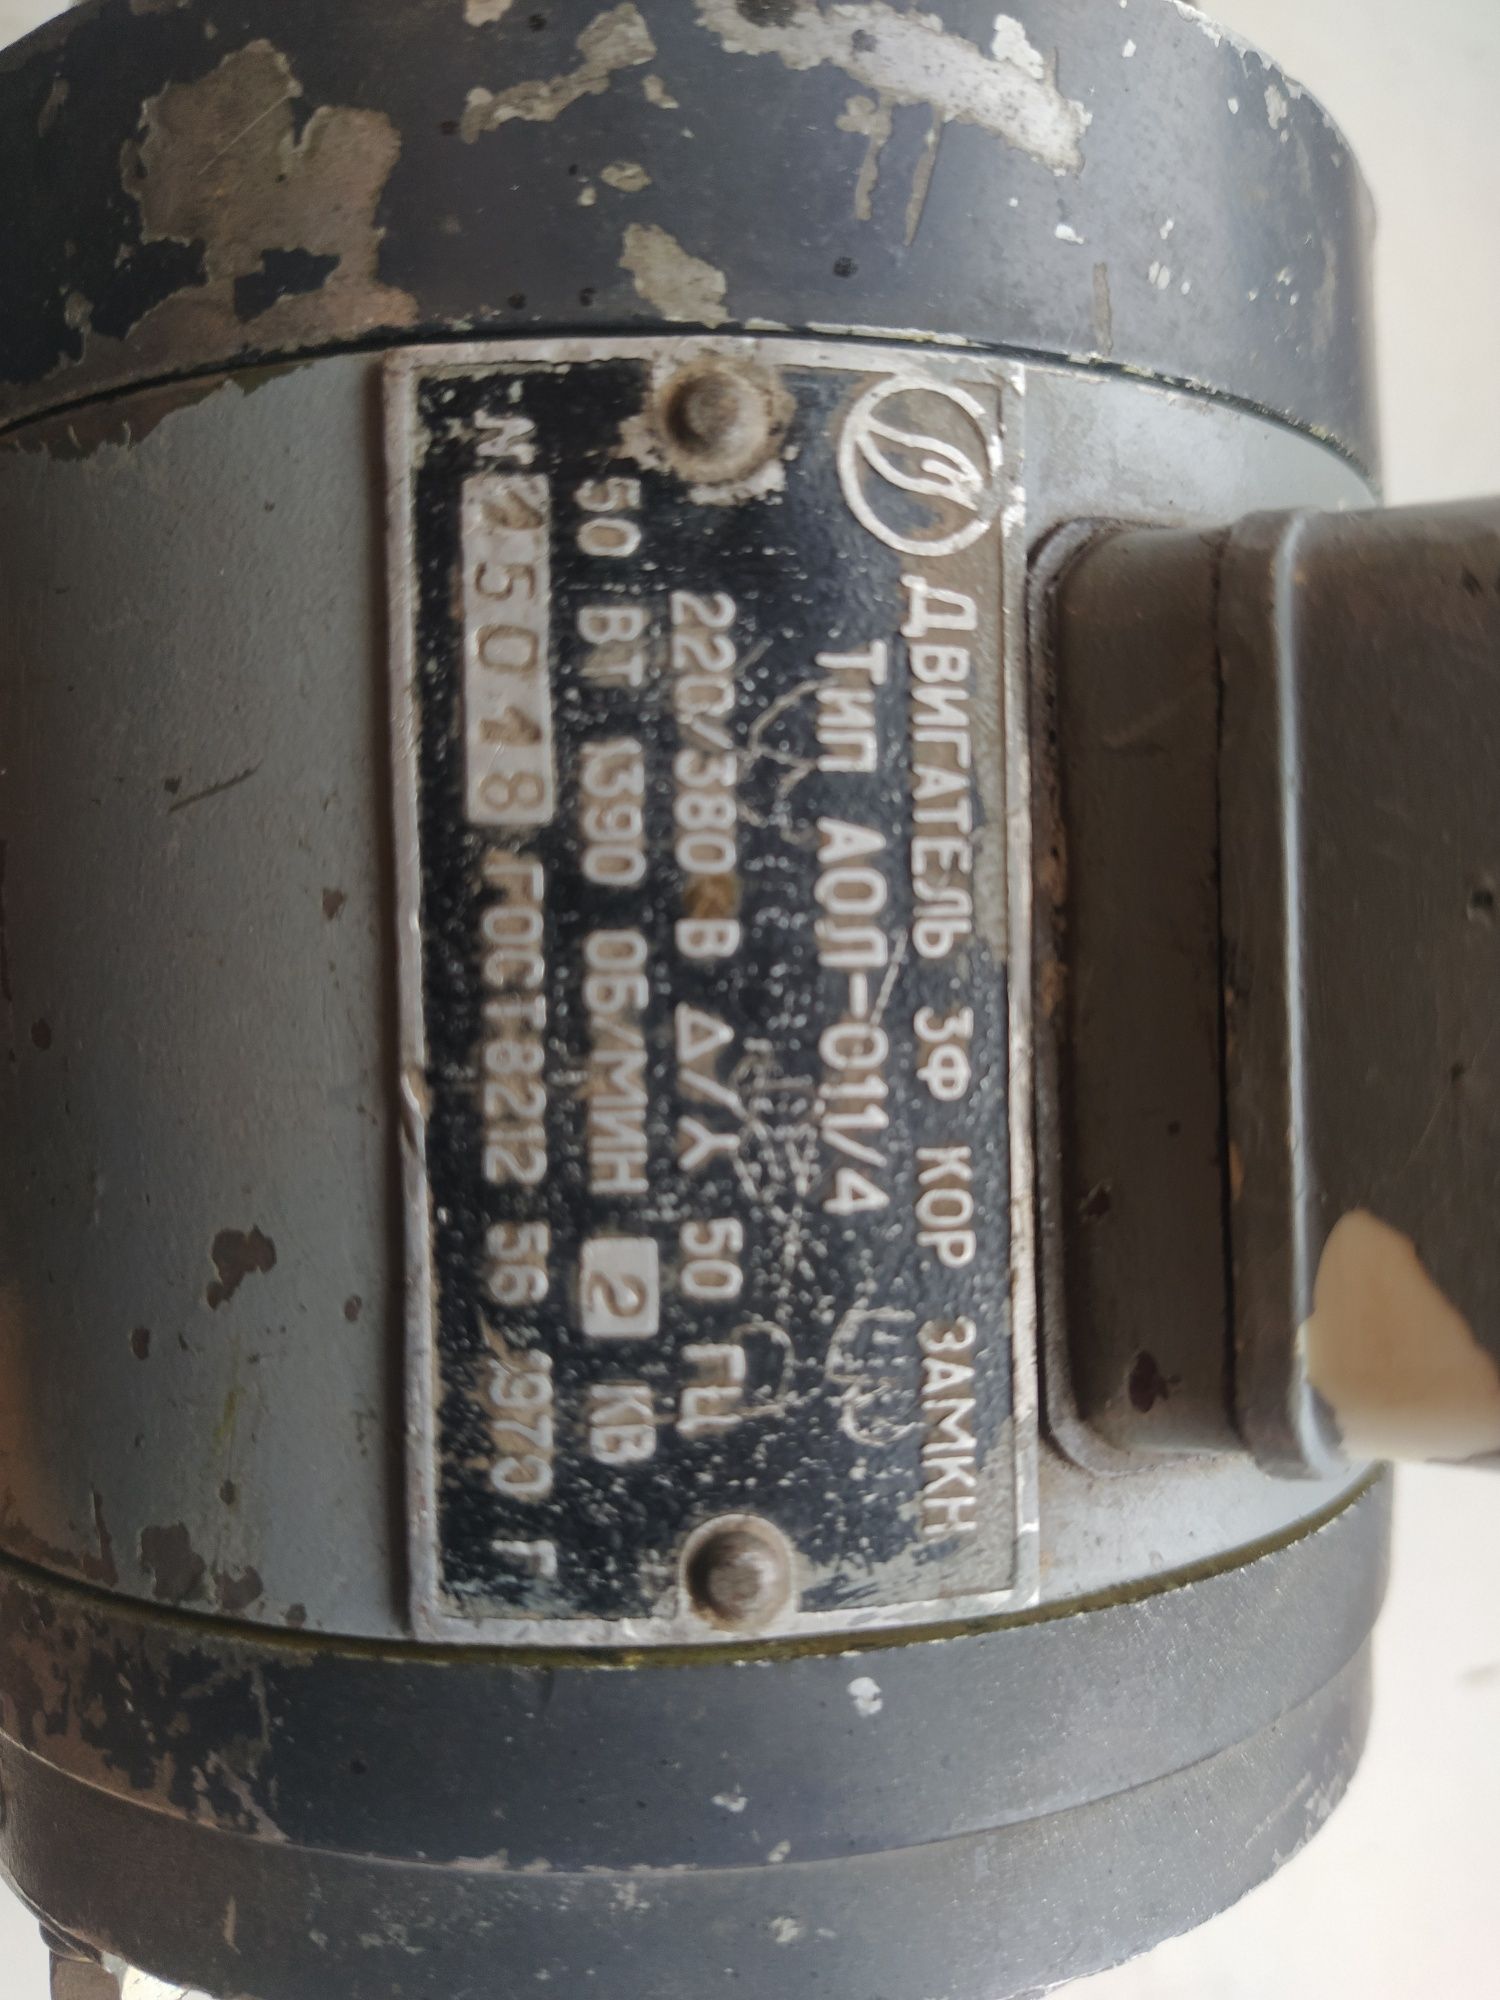 ДВИГАТЕЛЬ 3Ф КОР ЗАМКН
ТИП АОЛ-011/4
220/380 В △/Y 50 ГЦ
50 ВТ 1390 ОБ/МИН 2 КВ
№ 15018 ГОСТ 8212 56 1970 Г